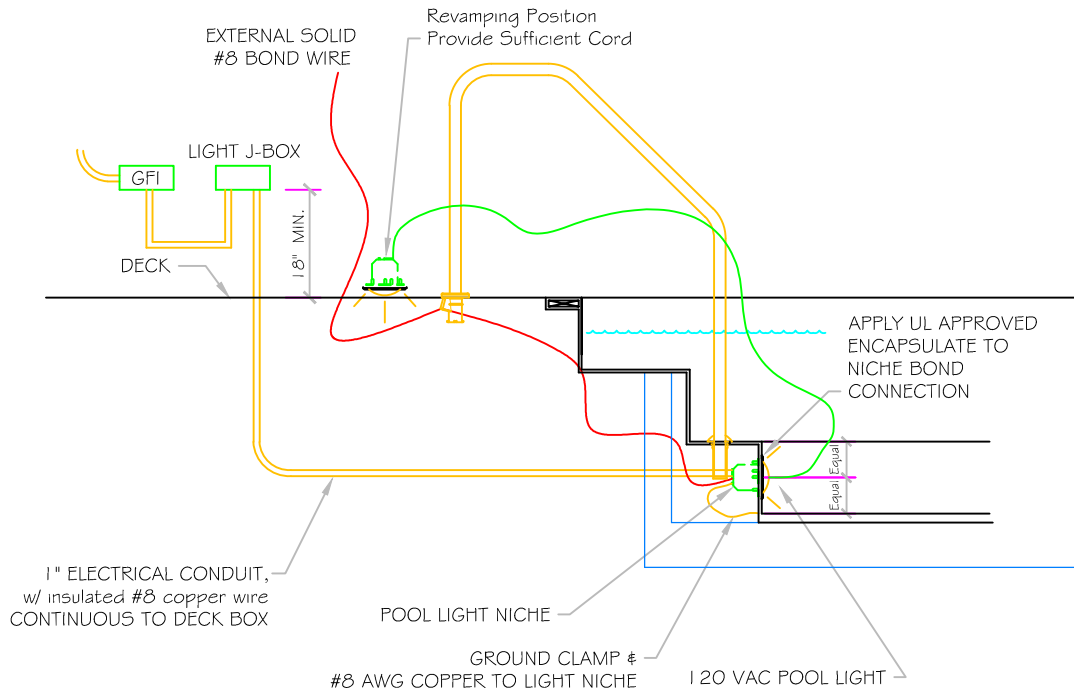 Revamping Position
Provide Sufficient Cord
EXTERNAL SOLID
#8 BOND WIRE
LIGHT J-BOX
GFI
18" MIN.
DECK
APPLY UL APPROVED
ENCAPSULATE TO
NICHE BOND
CONNECTION
Equal
Equal
1" ELECTRICAL CONDUIT,
w/ insulated #8 copper wire
CONTINUOUS TO DECK BOX
POOL LIGHT NICHE
GROUND CLAMP &
#8 AWG COPPER TO LIGHT NICHE
120 VAC POOL LIGHT